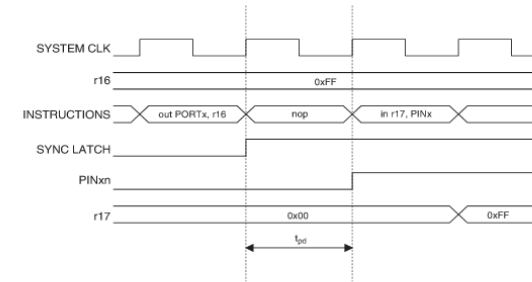 SYSTEM CLK
r16 0xFF
INSTRUCTIONS out PORTx, r16 nop in r17, PINx
SYNC LATCH
PINxn
r17 0x00 0xFF
tpd